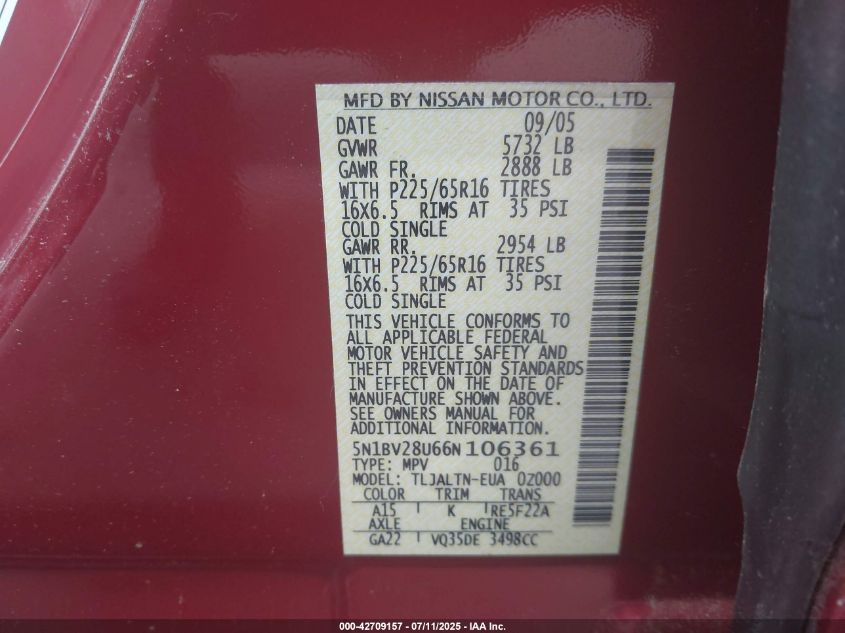 MFD BY NISSAN MOTOR CO., LTD.
DATE 09/05
GVWR 5732 LB
GAWR FR. 2888 LB
WITH P225/65R16 TIRES
16X6.5 RIMS AT 35 PSI
COLD SINGLE
GAWR RR. 2954 LB
WITH P225/65R16 TIRES
16X6.5 RIMS AT 35 PSI
COLD SINGLE
THIS VEHICLE CONFORMS TO
ALL APPLICABLE FEDERAL
MOTOR VEHICLE SAFETY AND
THEFT PREVENTION STANDARDS
IN EFFECT ON THE DATE OF
MANUFACTURE SHOWN ABOVE.
SEE OWNERS MANUAL FOR
ADDITIONAL INFORMATION.
5N1BV28U66N106361
TYPE: MPV 016
MODEL: TLJALTN-EUA 0Z000
COLOR TRIM TRANS
A15 K RE5F22A
AXLE ENGINE
GA22 VQ35DE 3498CC
000-42709157 - 07/11/2025 - IAA Inc.